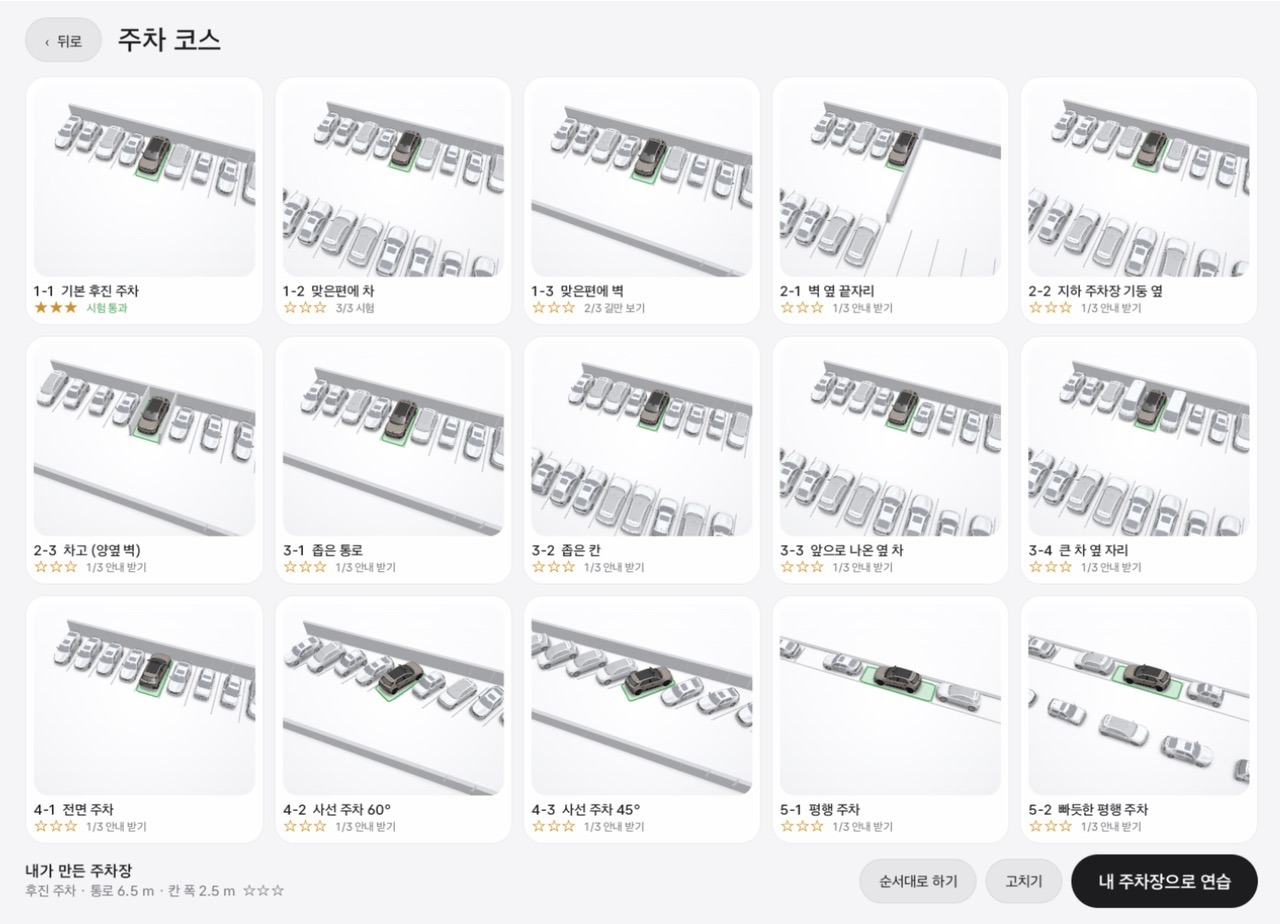 ‹ 뒤로
주차 코스
1-1 기본 후진 주차
★★★ 시험 통과
1-2 맞은편에 차
☆☆☆ 3/3 시험
1-3 맞은편에 벽
☆☆☆ 2/3 길만 보기
2-1 벽 옆 끝자리
☆☆☆ 1/3 안내 받기
2-2 지하 주차장 기둥 옆
☆☆☆ 1/3 안내 받기
2-3 차고 (양옆 벽)
☆☆☆ 1/3 안내 받기
3-1 좁은 통로
☆☆☆ 1/3 안내 받기
3-2 좁은 칸
☆☆☆ 1/3 안내 받기
3-3 앞으로 나온 옆 차
☆☆☆ 1/3 안내 받기
3-4 큰 차 옆 자리
☆☆☆ 1/3 안내 받기
4-1 전면 주차
☆☆☆ 1/3 안내 받기
4-2 사선 주차 60°
☆☆☆ 1/3 안내 받기
4-3 사선 주차 45°
☆☆☆ 1/3 안내 받기
5-1 평행 주차
☆☆☆ 1/3 안내 받기
5-2 빠듯한 평행 주차
☆☆☆ 1/3 안내 받기
내가 만든 주차장
후진 주차 · 통로 6.5 m · 칸 폭 2.5 m ☆☆☆
순서대로 하기
고치기
내 주차장으로 연습